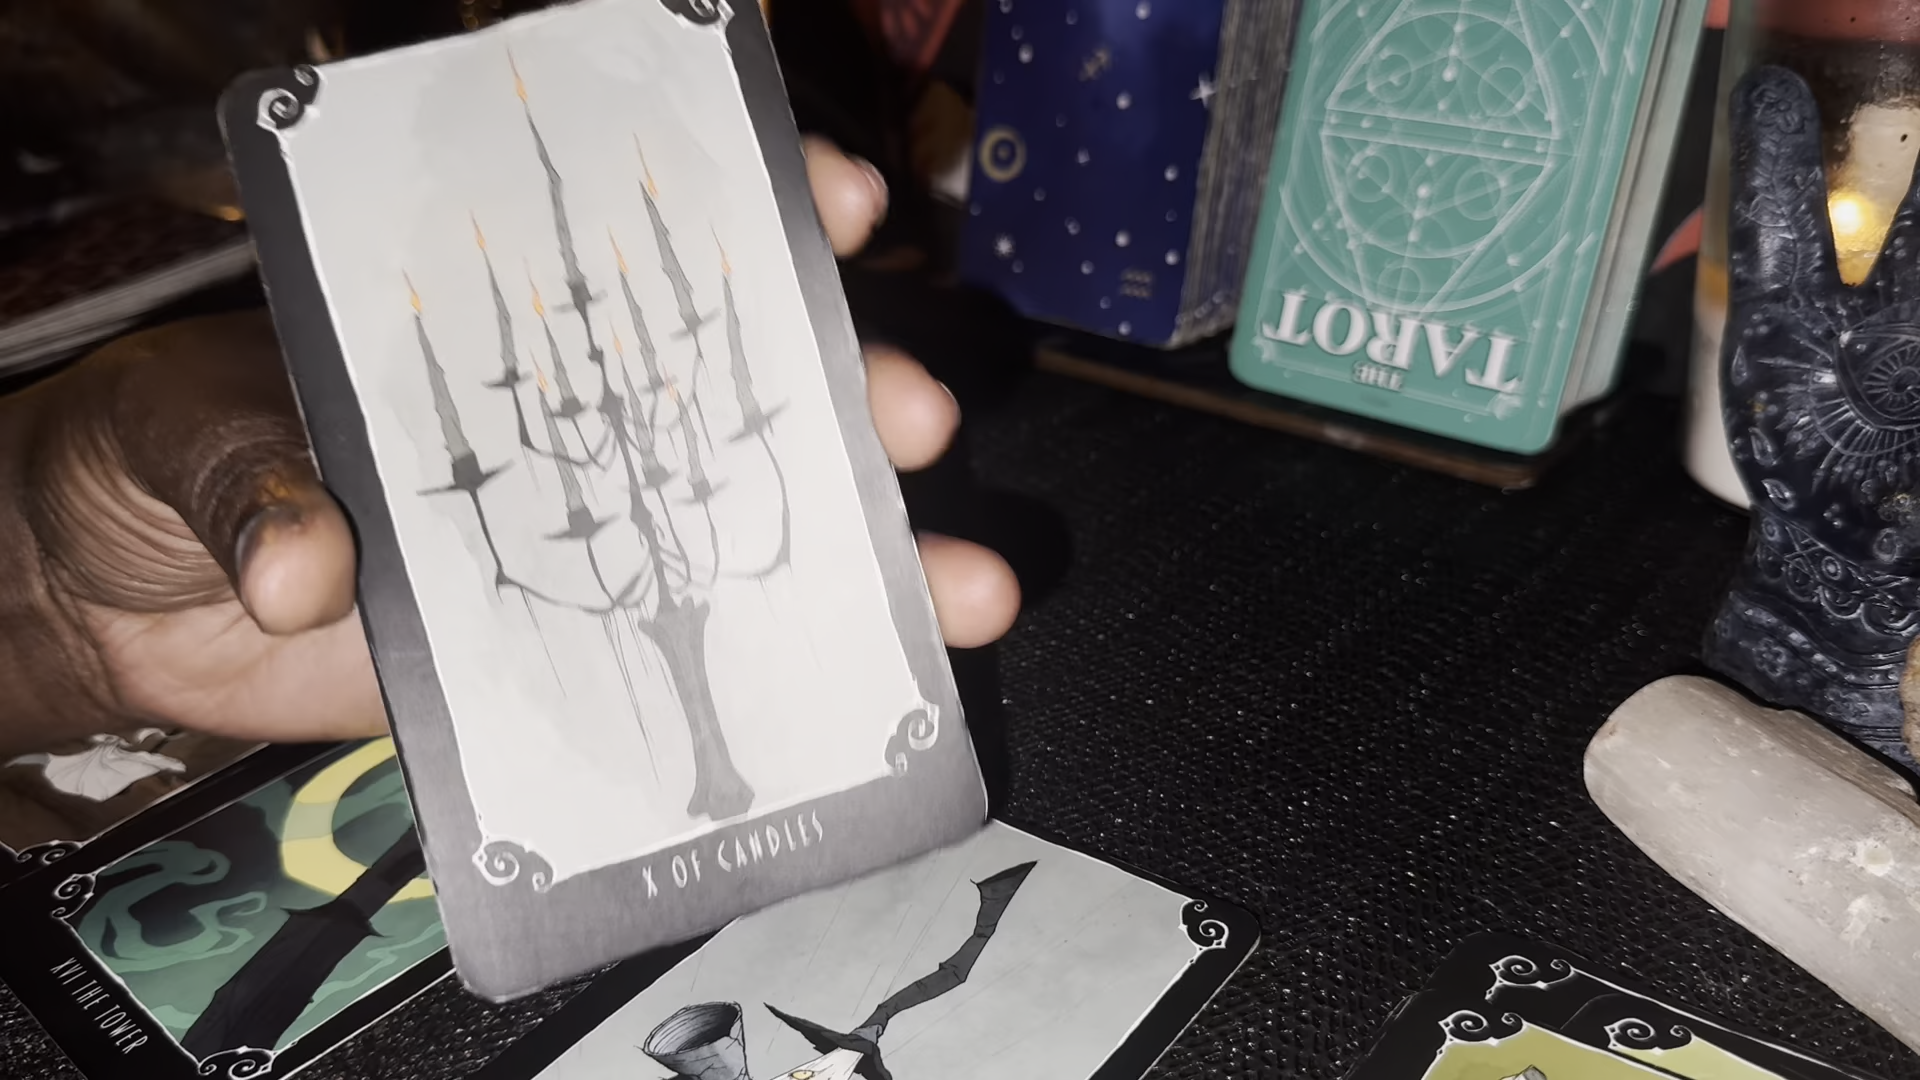 X OF CANDLES
THE
TAROT
XVI THE TOWER